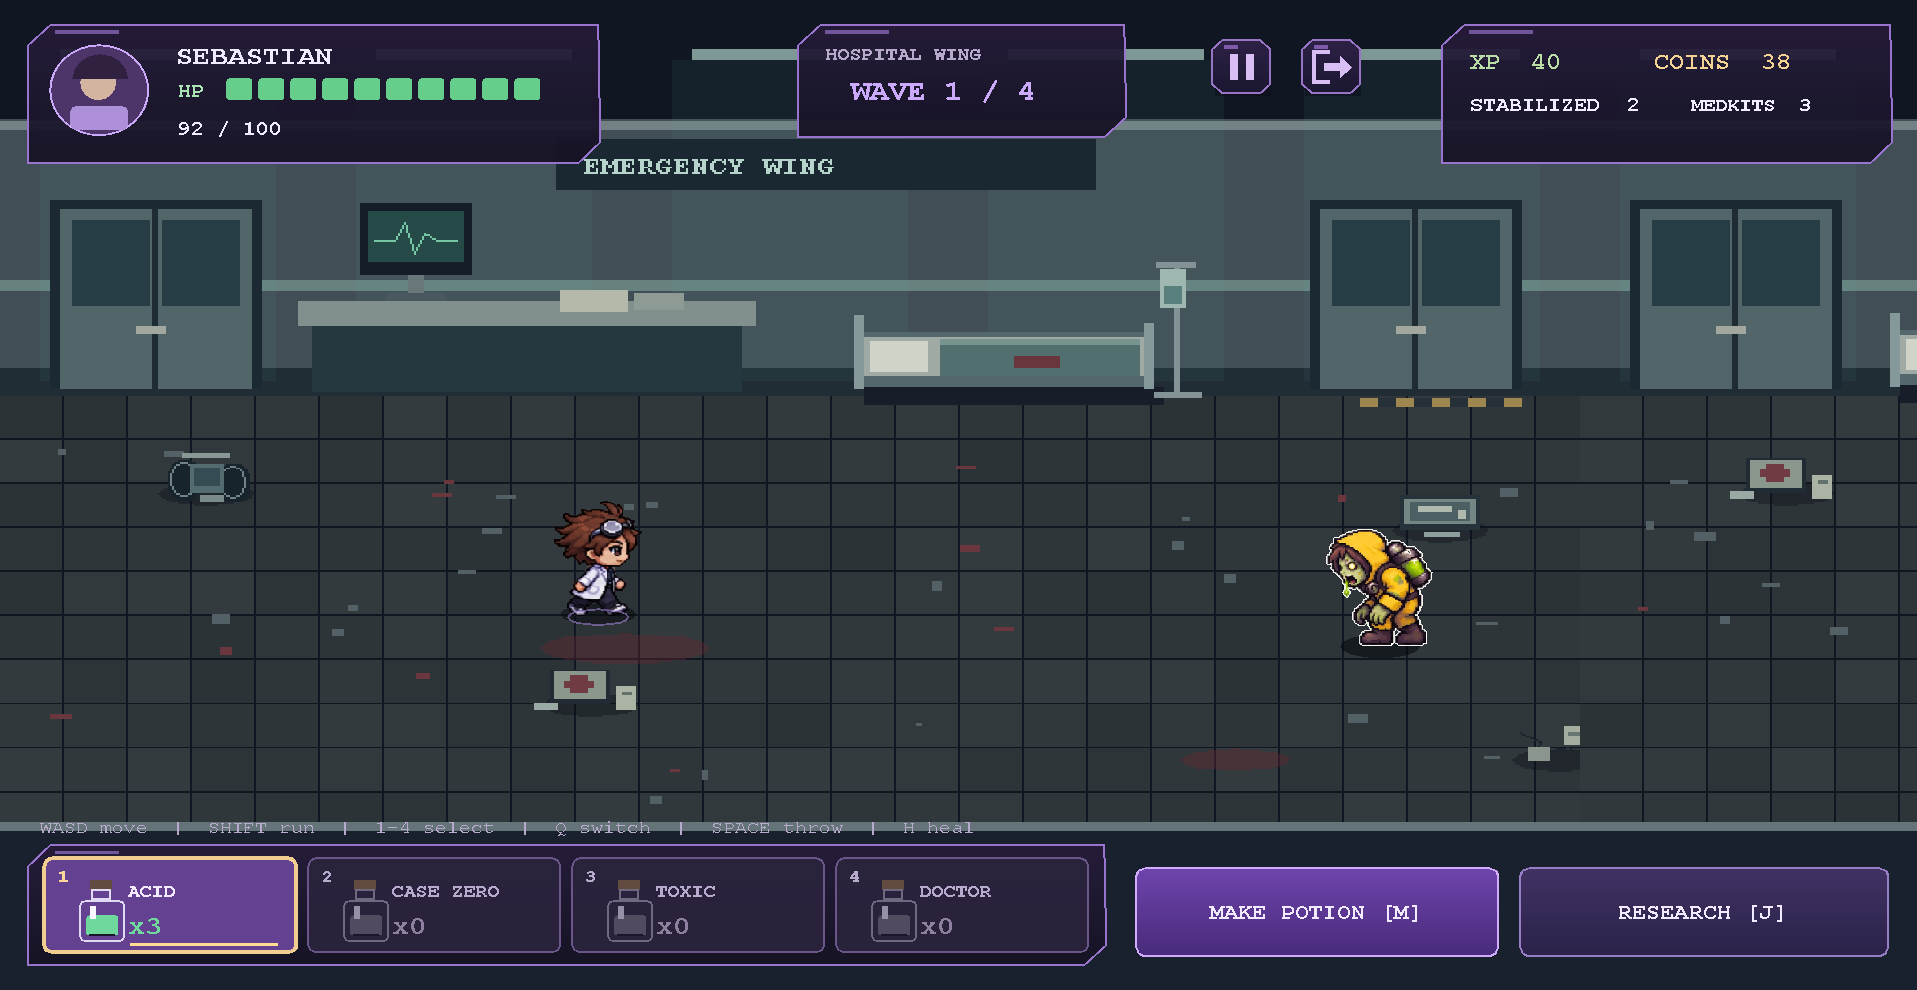 SEBASTIAN
HP
92 / 100
HOSPITAL WING
WAVE 1 / 4
XP 40 COINS 38
STABILIZED 2 MEDKITS 3
EMERGENCY WING
WASD move | SHIFT run | 1-4 select | Q switch | SPACE throw | H heal
1 ACID x3
2 CASE ZERO x0
3 TOXIC x0
4 DOCTOR x0
MAKE POTION [M]
RESEARCH [J]